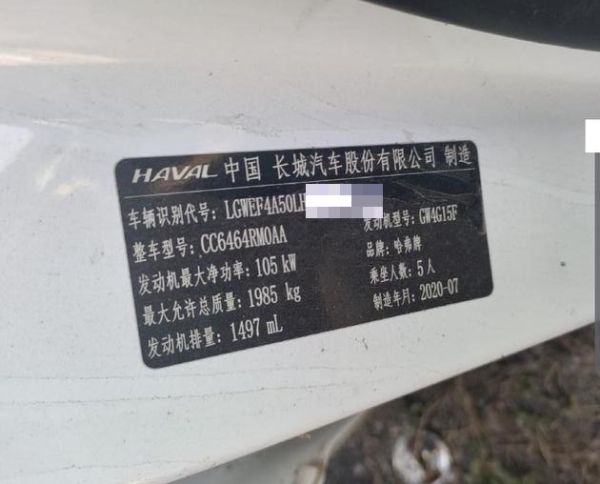 HAVAL 中国 长城汽车股份有限公司 制造
车辆识别代号: LGWEF4A50LH
整车型号: CC6464RM0AA 发动机型号: GW4G15F
发动机最大净功率: 105 kW 品牌: 哈弗牌
最大允许总质量: 1985 kg 乘坐人数: 5 人
发动机排量: 1497 mL 制造年月: 2020-07